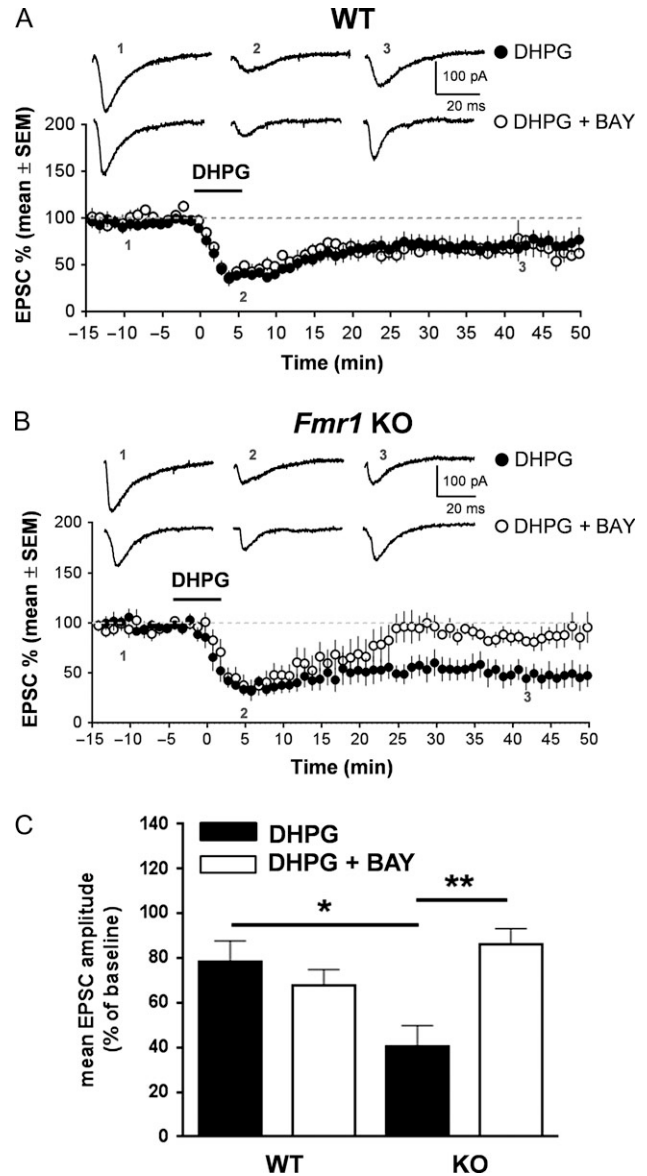 A
WT
1 2 3
● DHPG
100 pA
20 ms
○ DHPG + BAY
EPSC % (mean ± SEM)
200
150
100
50
0
DHPG
1
2
3
−15 −10 −5 0 5 10 15 20 25 30 35 40 45 50
Time (min)
B
Fmr1 KO
1 2 3
● DHPG
100 pA
20 ms
○ DHPG + BAY
EPSC % (mean ± SEM)
200
150
100
50
0
DHPG
1
2
3
−15 −10 −5 0 5 10 15 20 25 30 35 40 45 50
Time (min)
C
mean EPSC amplitude
(% of baseline)
140
120
100
80
60
40
20
0
DHPG
DHPG + BAY
*
**
WT KO